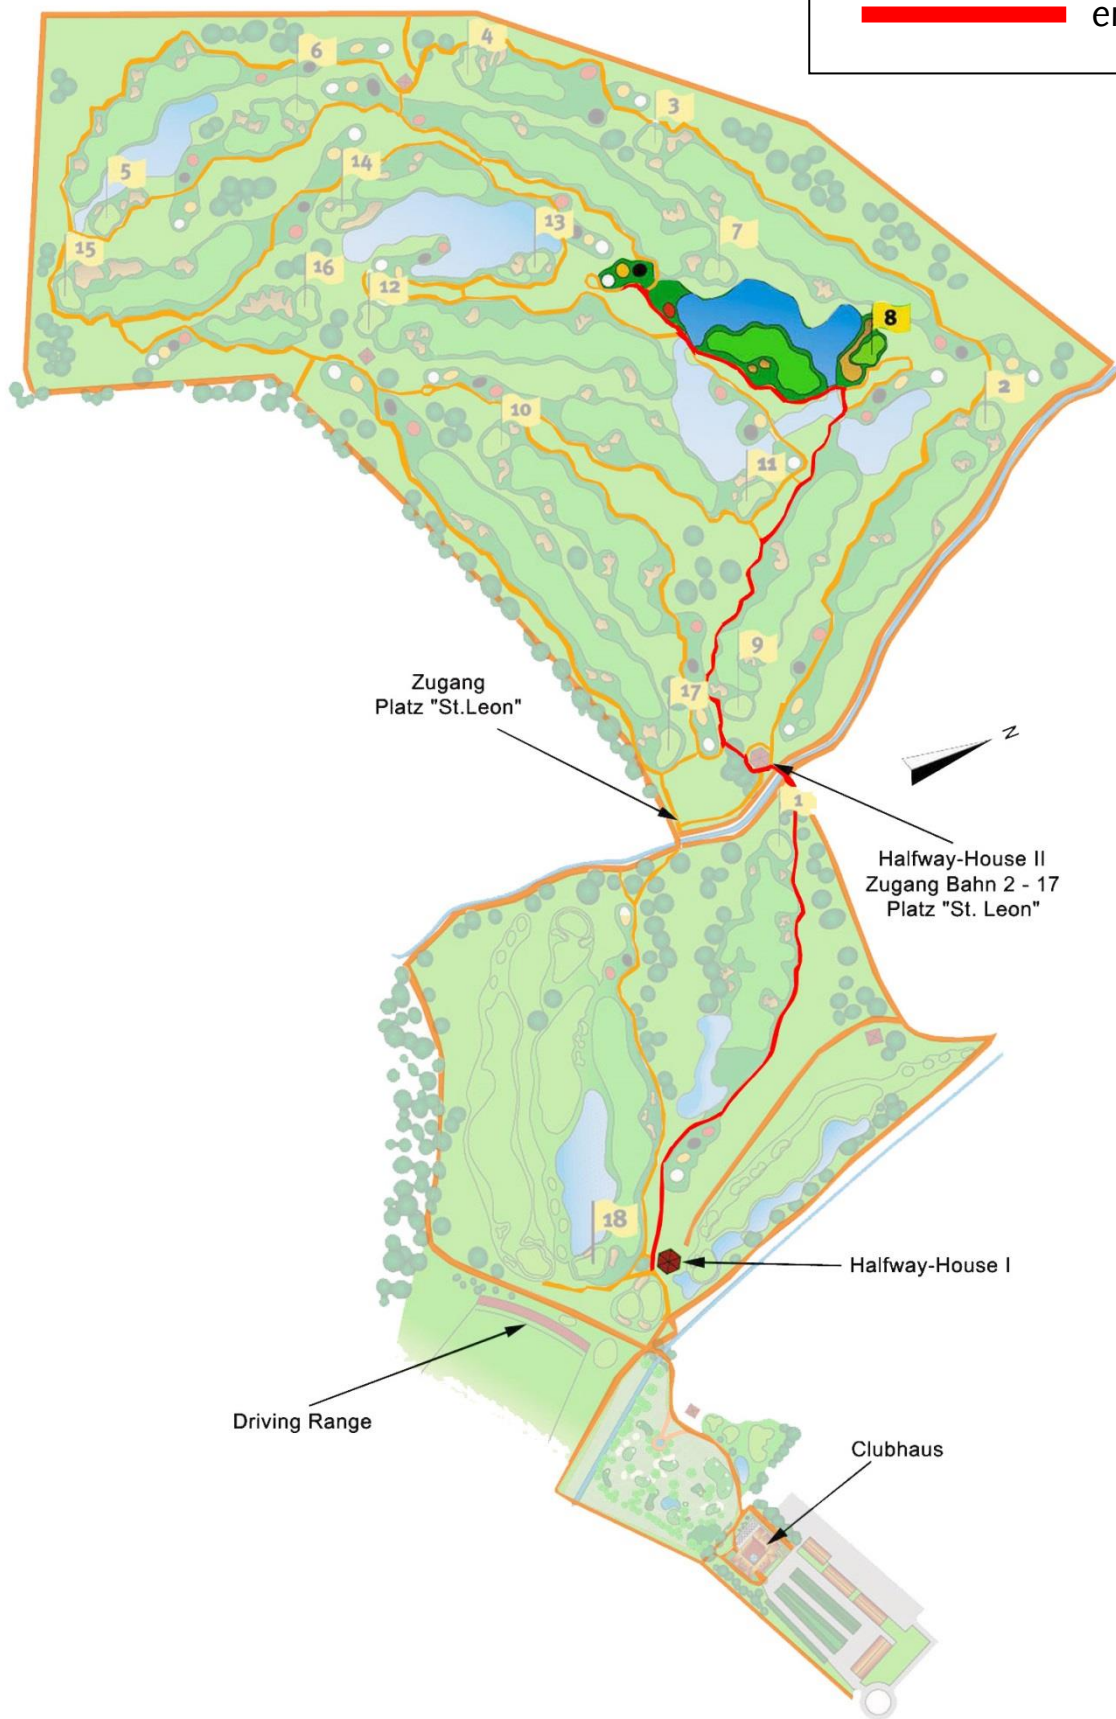 er
6
4
3
5
14
13
7
15
16
12
8
2
10
11
9
Zugang
Platz "St.Leon"
17
N
1
Halfway-House II
Zugang Bahn 2 - 17
Platz "St. Leon"
18
Halfway-House I
Driving Range
Clubhaus